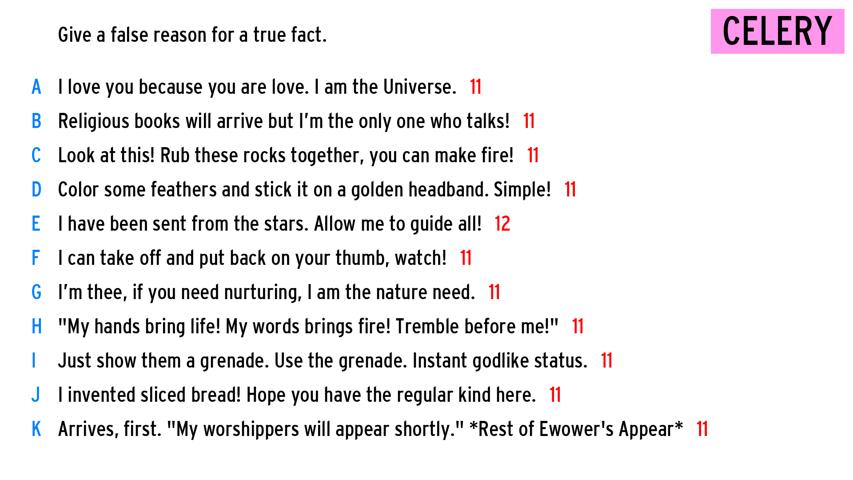 Give a false reason for a true fact.
CELERY
A I love you because you are love. I am the Universe. 11
B Religious books will arrive but I'm the only one who talks! 11
C Look at this! Rub these rocks together, you can make fire! 11
D Color some feathers and stick it on a golden headband. Simple! 11
E I have been sent from the stars. Allow me to guide all! 12
F I can take off and put back on your thumb, watch! 11
G I'm thee, if you need nurturing, I am the nature need. 11
H "My hands bring life! My words brings fire! Tremble before me!" 11
I Just show them a grenade. Use the grenade. Instant godlike status. 11
J I invented sliced bread! Hope you have the regular kind here. 11
K Arrives, first. "My worshippers will appear shortly." *Rest of Ewower's Appear* 11